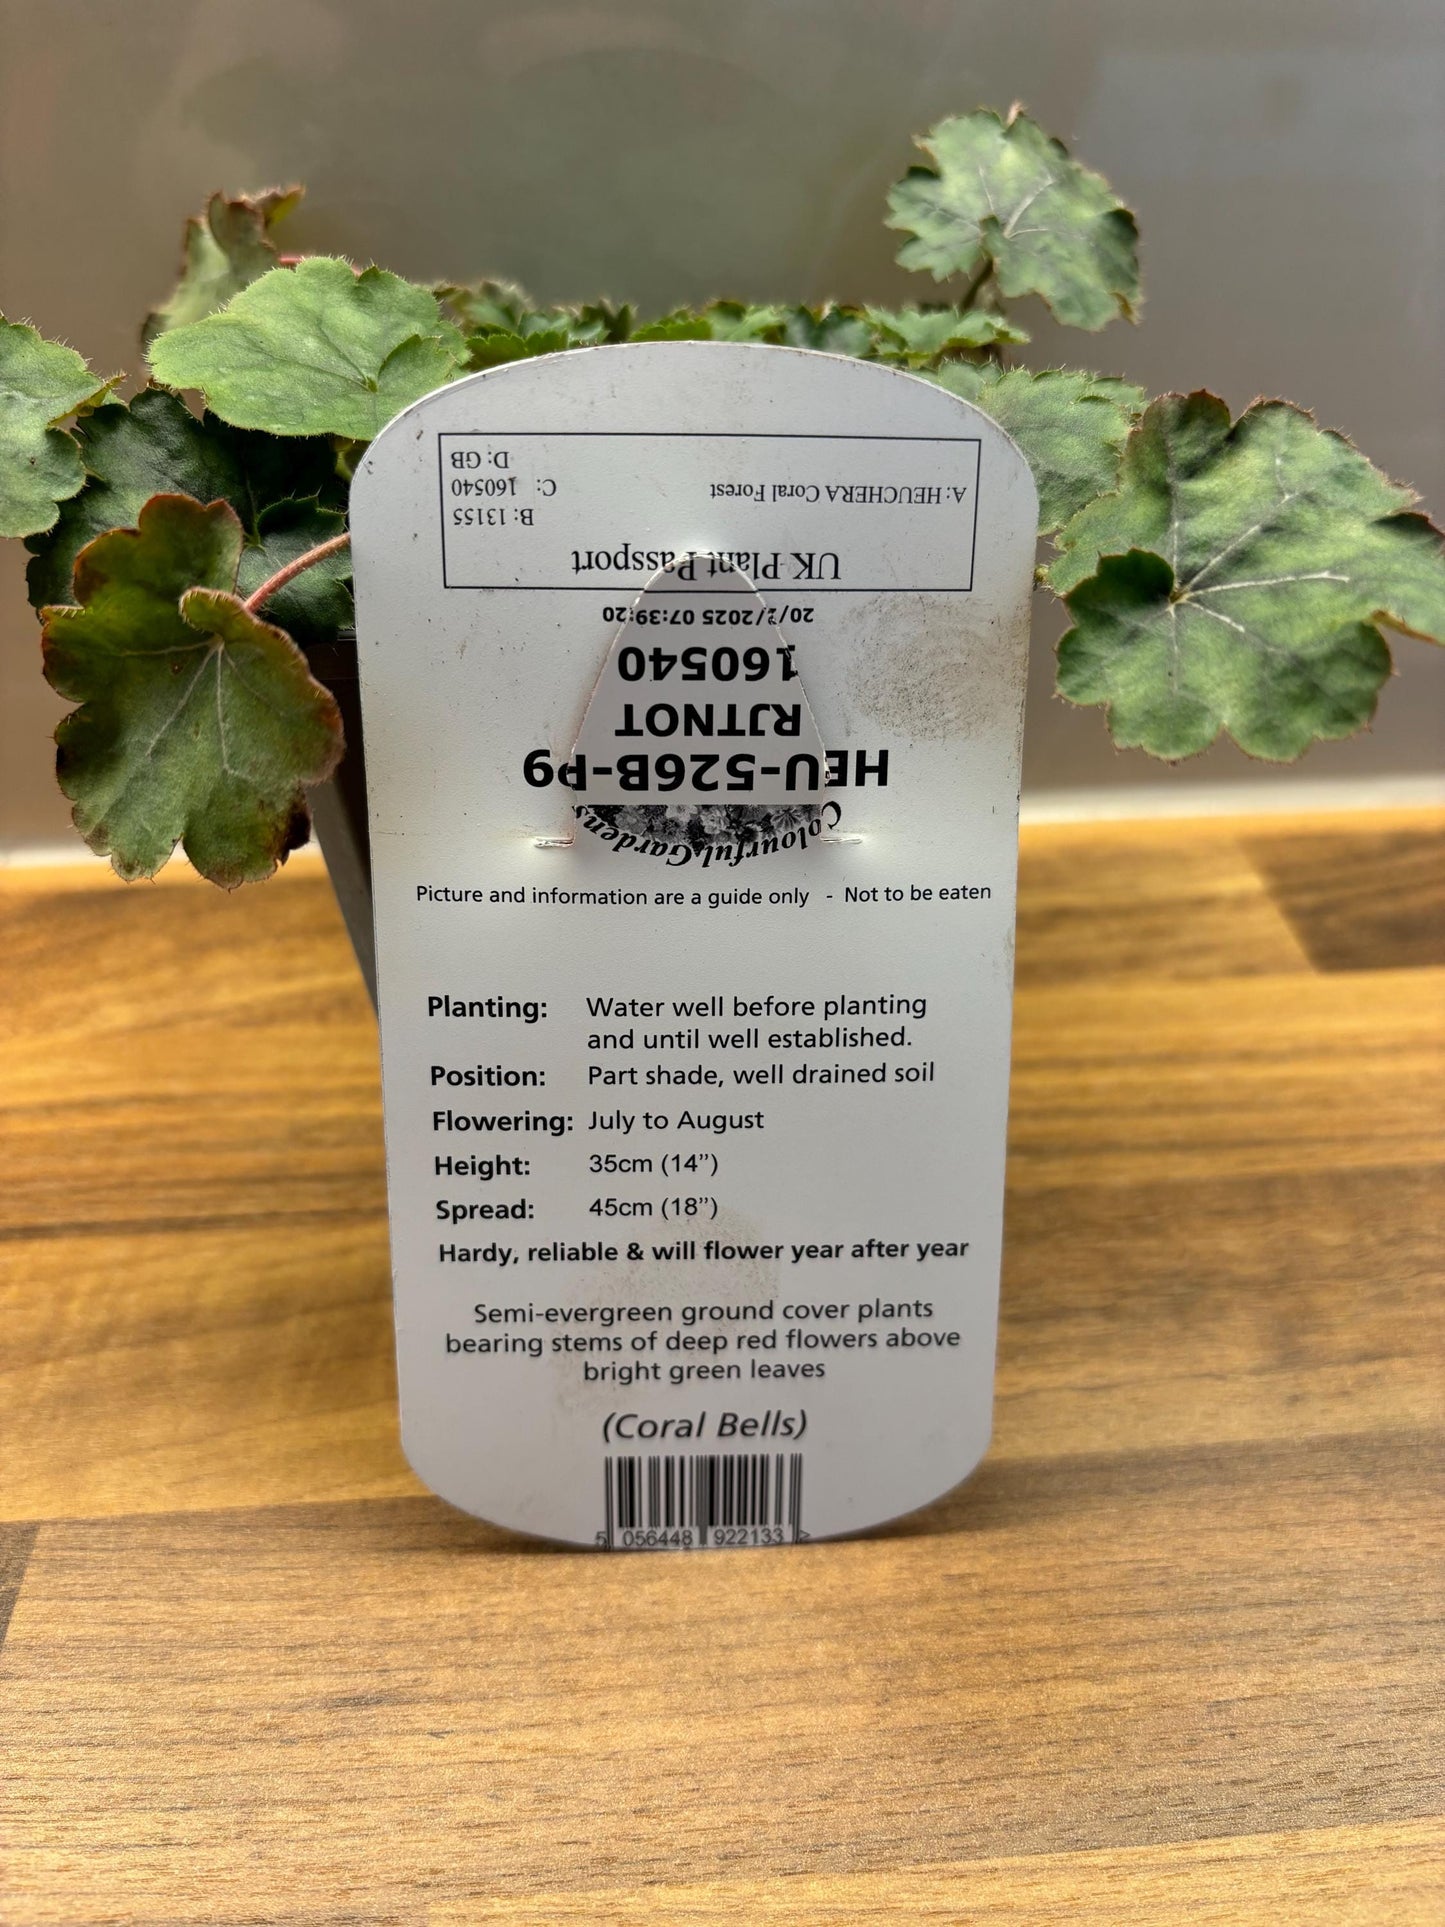 UK Plant Passport
A: HEUCHERA Coral Forest
B: 13155
C: 160540
D: GB
Colourful Gardens
HEU-526B-P9
RJTNOT
160540
20/2/2025 07:39:20
Picture and information are a guide only - Not to be eaten
Planting: Water well before planting
and until well established.
Position: Part shade, well drained soil
Flowering: July to August
Height: 35cm (14”)
Spread: 45cm (18”)
Hardy, reliable & will flower year after year
Semi-evergreen ground cover plants
bearing stems of deep red flowers above
bright green leaves
(Coral Bells)
5 056448 922133 >